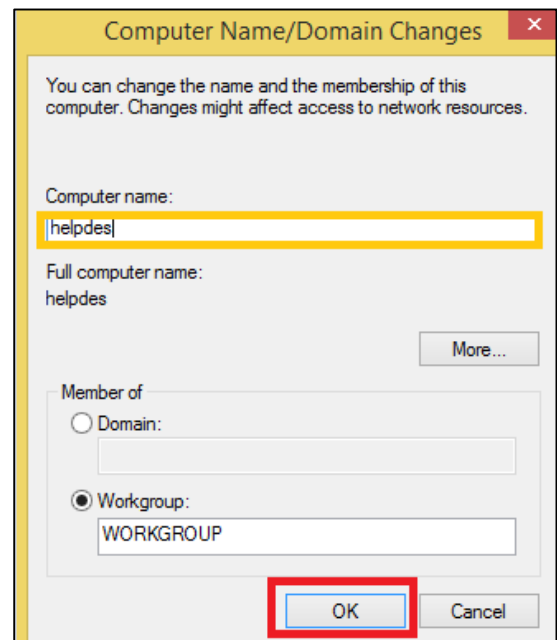 Computer Name/Domain Changes
You can change the name and the membership of this
computer. Changes might affect access to network resources.
Computer name:
helpdes
Full computer name:
helpdes
More...
Member of
Domain:
Workgroup:
WORKGROUP
OK
Cancel